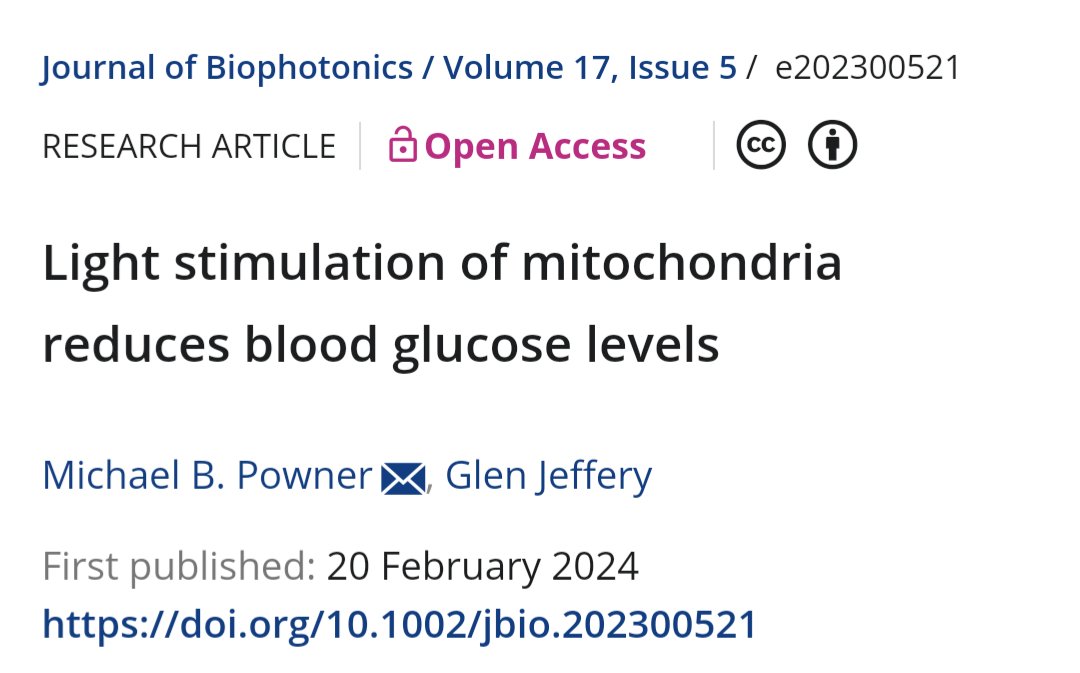 Journal of Biophotonics / Volume 17, Issue 5 / e202300521
RESEARCH ARTICLE Open Access cc
Light stimulation of mitochondria
reduces blood glucose levels
Michael B. Powner , Glen Jeffery
First published: 20 February 2024
https://doi.org/10.1002/jbio.202300521